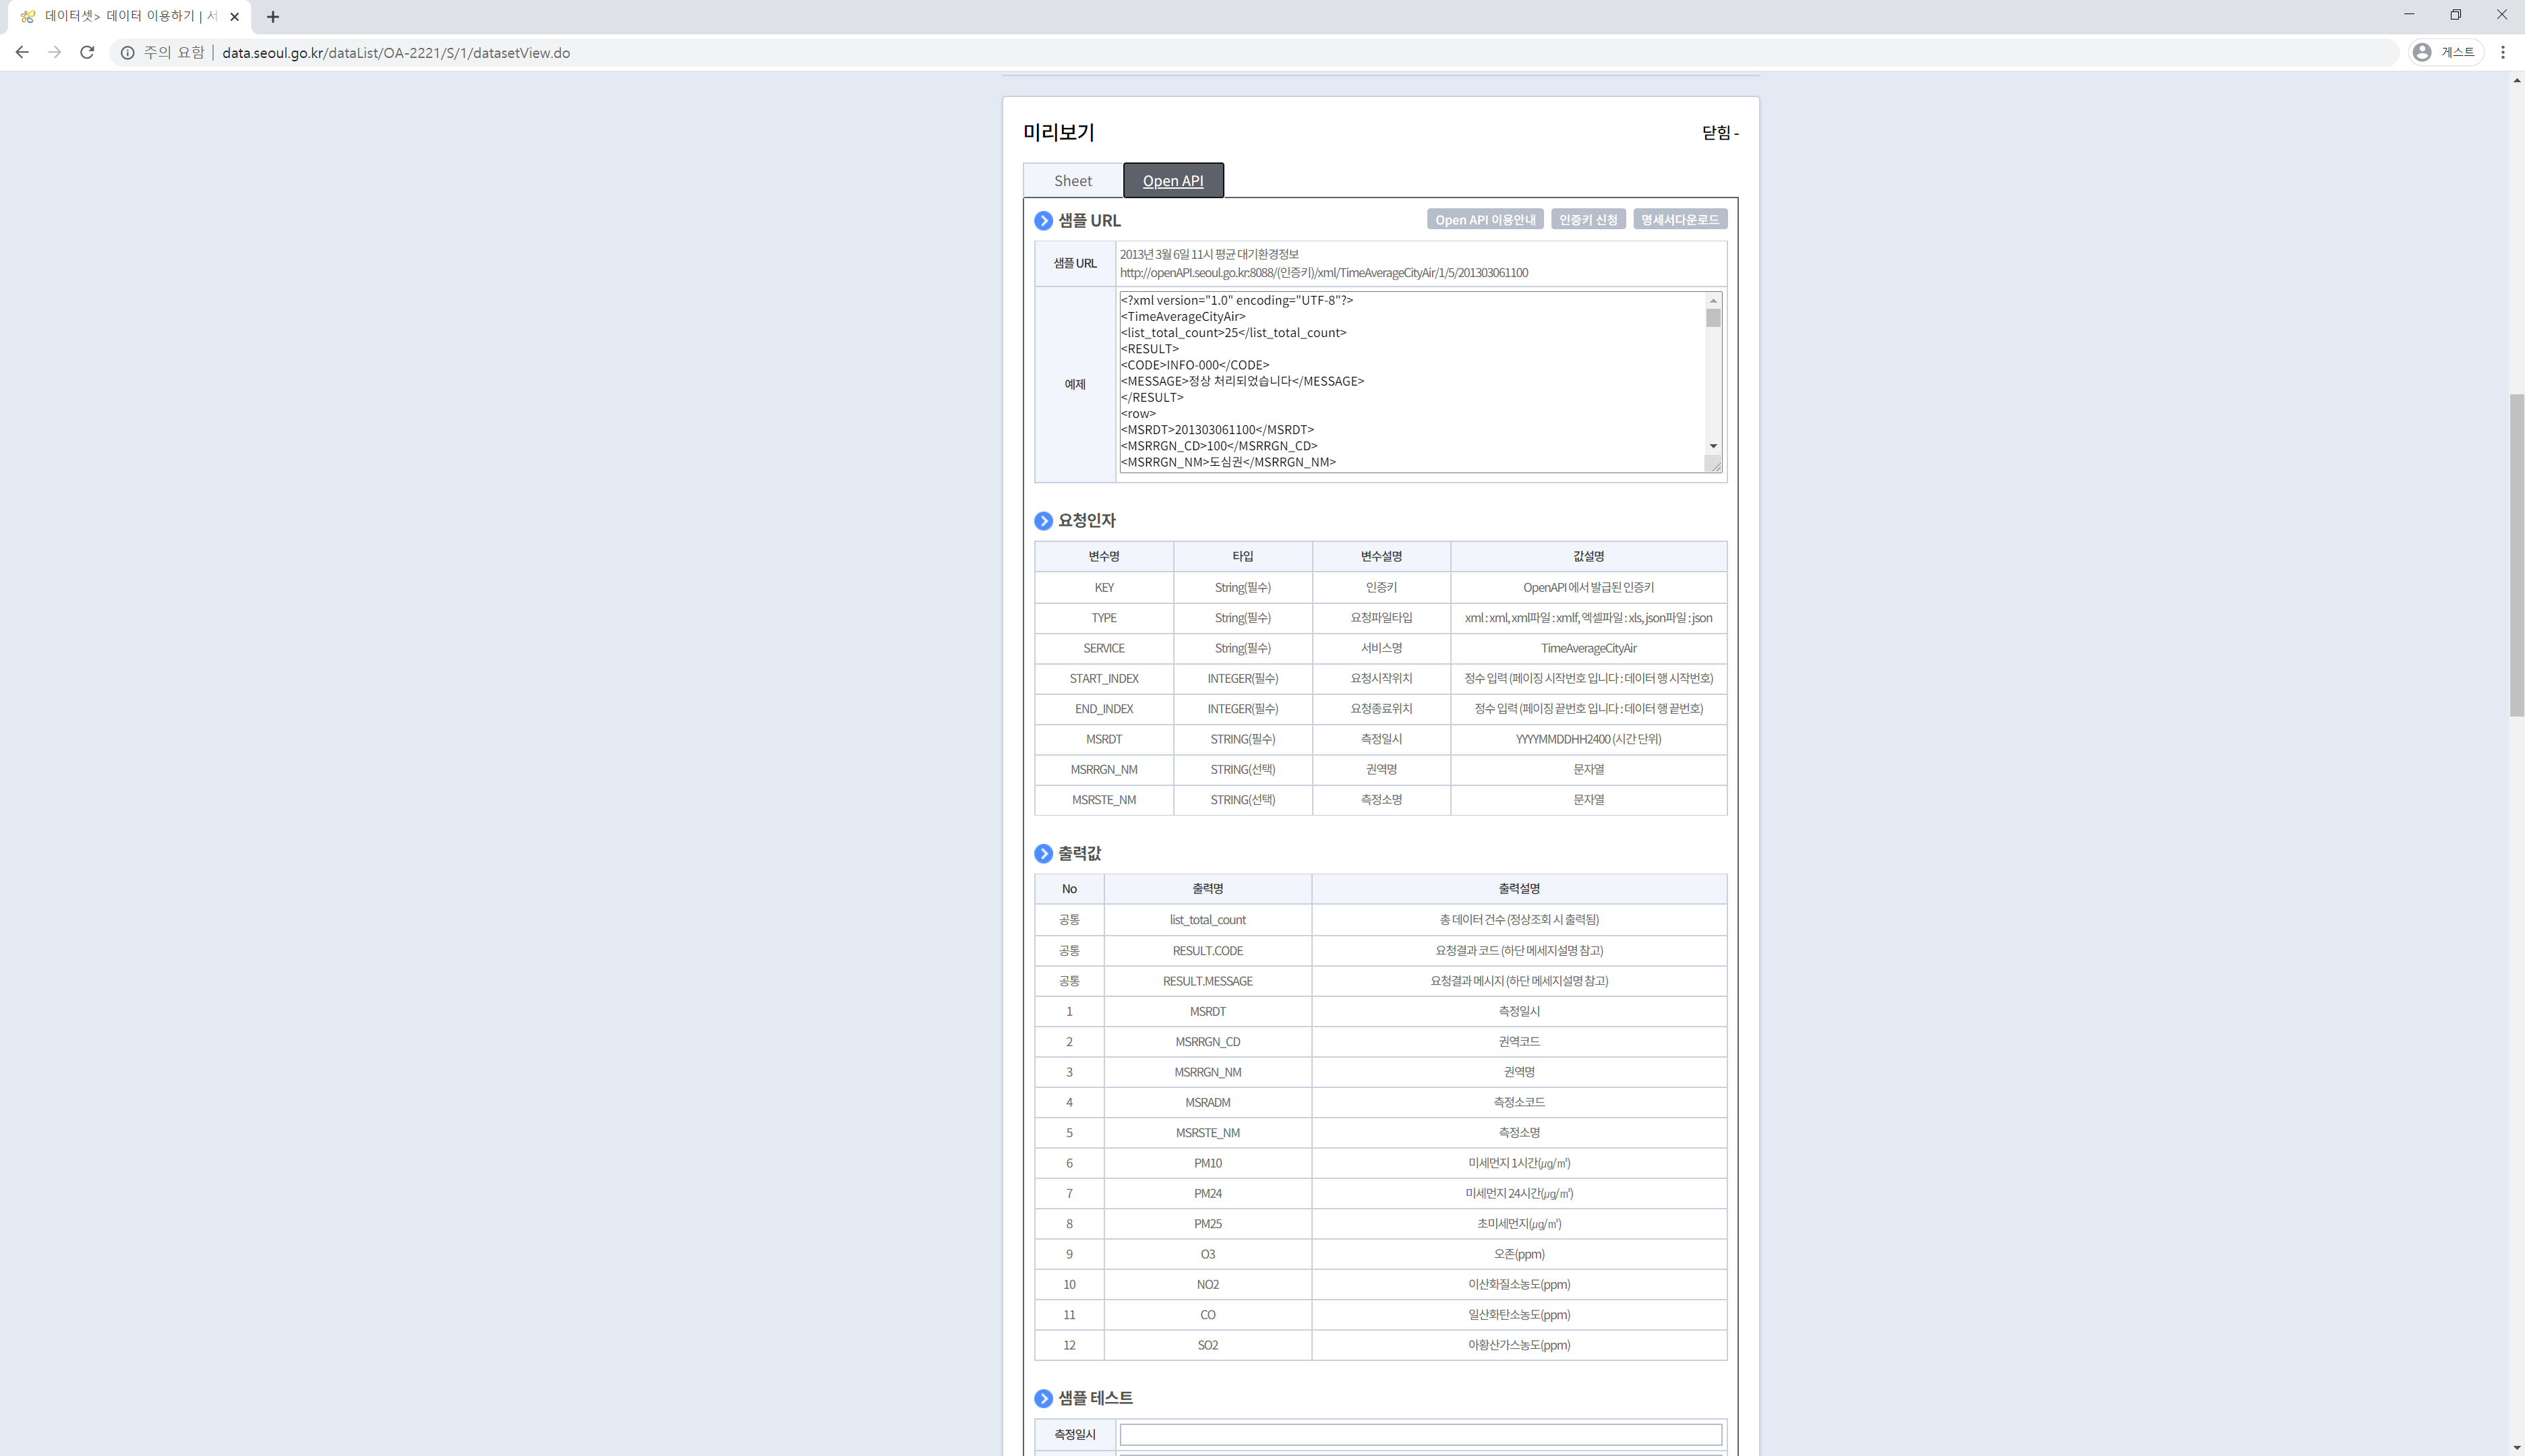 데이터셋> 데이터 이용하기 | 서
주의 요함 | data.seoul.go.kr/dataList/OA-2221/S/1/datasetView.do
게스트
미리보기
닫힘 -
Sheet
Open API
샘플 URL
Open API 이용안내
인증키 신청
명세서다운로드
샘플 URL
2013년 3월 6일 11시 평균 대기환경정보
http://openAPI.seoul.go.kr:8088/(인증키)/xml/TimeAverageCityAir/1/5/201303061100
예제
<?xml version="1.0" encoding="UTF-8"?>
<TimeAverageCityAir>
<list_total_count>25</list_total_count>
<RESULT>
<CODE>INFO-000</CODE>
<MESSAGE>정상 처리되었습니다</MESSAGE>
</RESULT>
<row>
<MSRDT>201303061100</MSRDT>
<MSRRGN_CD>100</MSRRGN_CD>
<MSRRGN_NM>도심권</MSRRGN_NM>
요청인자
변수명 타입 변수설명 값설명
KEY String(필수) 인증키 OpenAPI 에서 발급된 인증키
TYPE String(필수) 요청파일타입 xml : xml, xml파일 : xmlf, 엑셀파일 : xls, json파일 : json
SERVICE String(필수) 서비스명 TimeAverageCityAir
START_INDEX INTEGER(필수) 요청시작위치 정수 입력 (페이징 시작번호 입니다 : 데이터 행 시작번호)
END_INDEX INTEGER(필수) 요청종료위치 정수 입력 (페이징 끝번호 입니다 : 데이터 행 끝번호)
MSRDT STRING(필수) 측정일시 YYYYMMDDHH2400 (시간 단위)
MSRRGN_NM STRING(선택) 권역명 문자열
MSRSTE_NM STRING(선택) 측정소명 문자열
출력값
No 출력명 출력설명
공통 list_total_count 총 데이터 건수 (정상조회 시 출력됨)
공통 RESULT.CODE 요청결과 코드 (하단 메세지설명 참고)
공통 RESULT.MESSAGE 요청결과 메시지 (하단 메세지설명 참고)
1 MSRDT 측정일시
2 MSRRGN_CD 권역코드
3 MSRRGN_NM 권역명
4 MSRADM 측정소코드
5 MSRSTE_NM 측정소명
6 PM10 미세먼지 1시간(㎍/㎥)
7 PM24 미세먼지 24시간(㎍/㎥)
8 PM25 초미세먼지(㎍/㎥)
9 O3 오존(ppm)
10 NO2 이산화질소농도(ppm)
11 CO 일산화탄소농도(ppm)
12 SO2 아황산가스농도(ppm)
샘플 테스트
측정일시